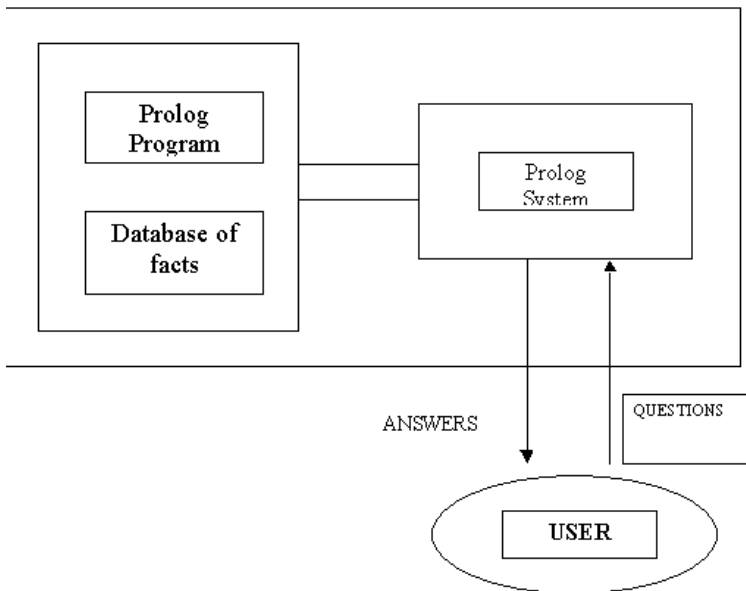 Prolog
Program
Database of
facts
Prolog
System
ANSWERS
QUESTIONS
USER